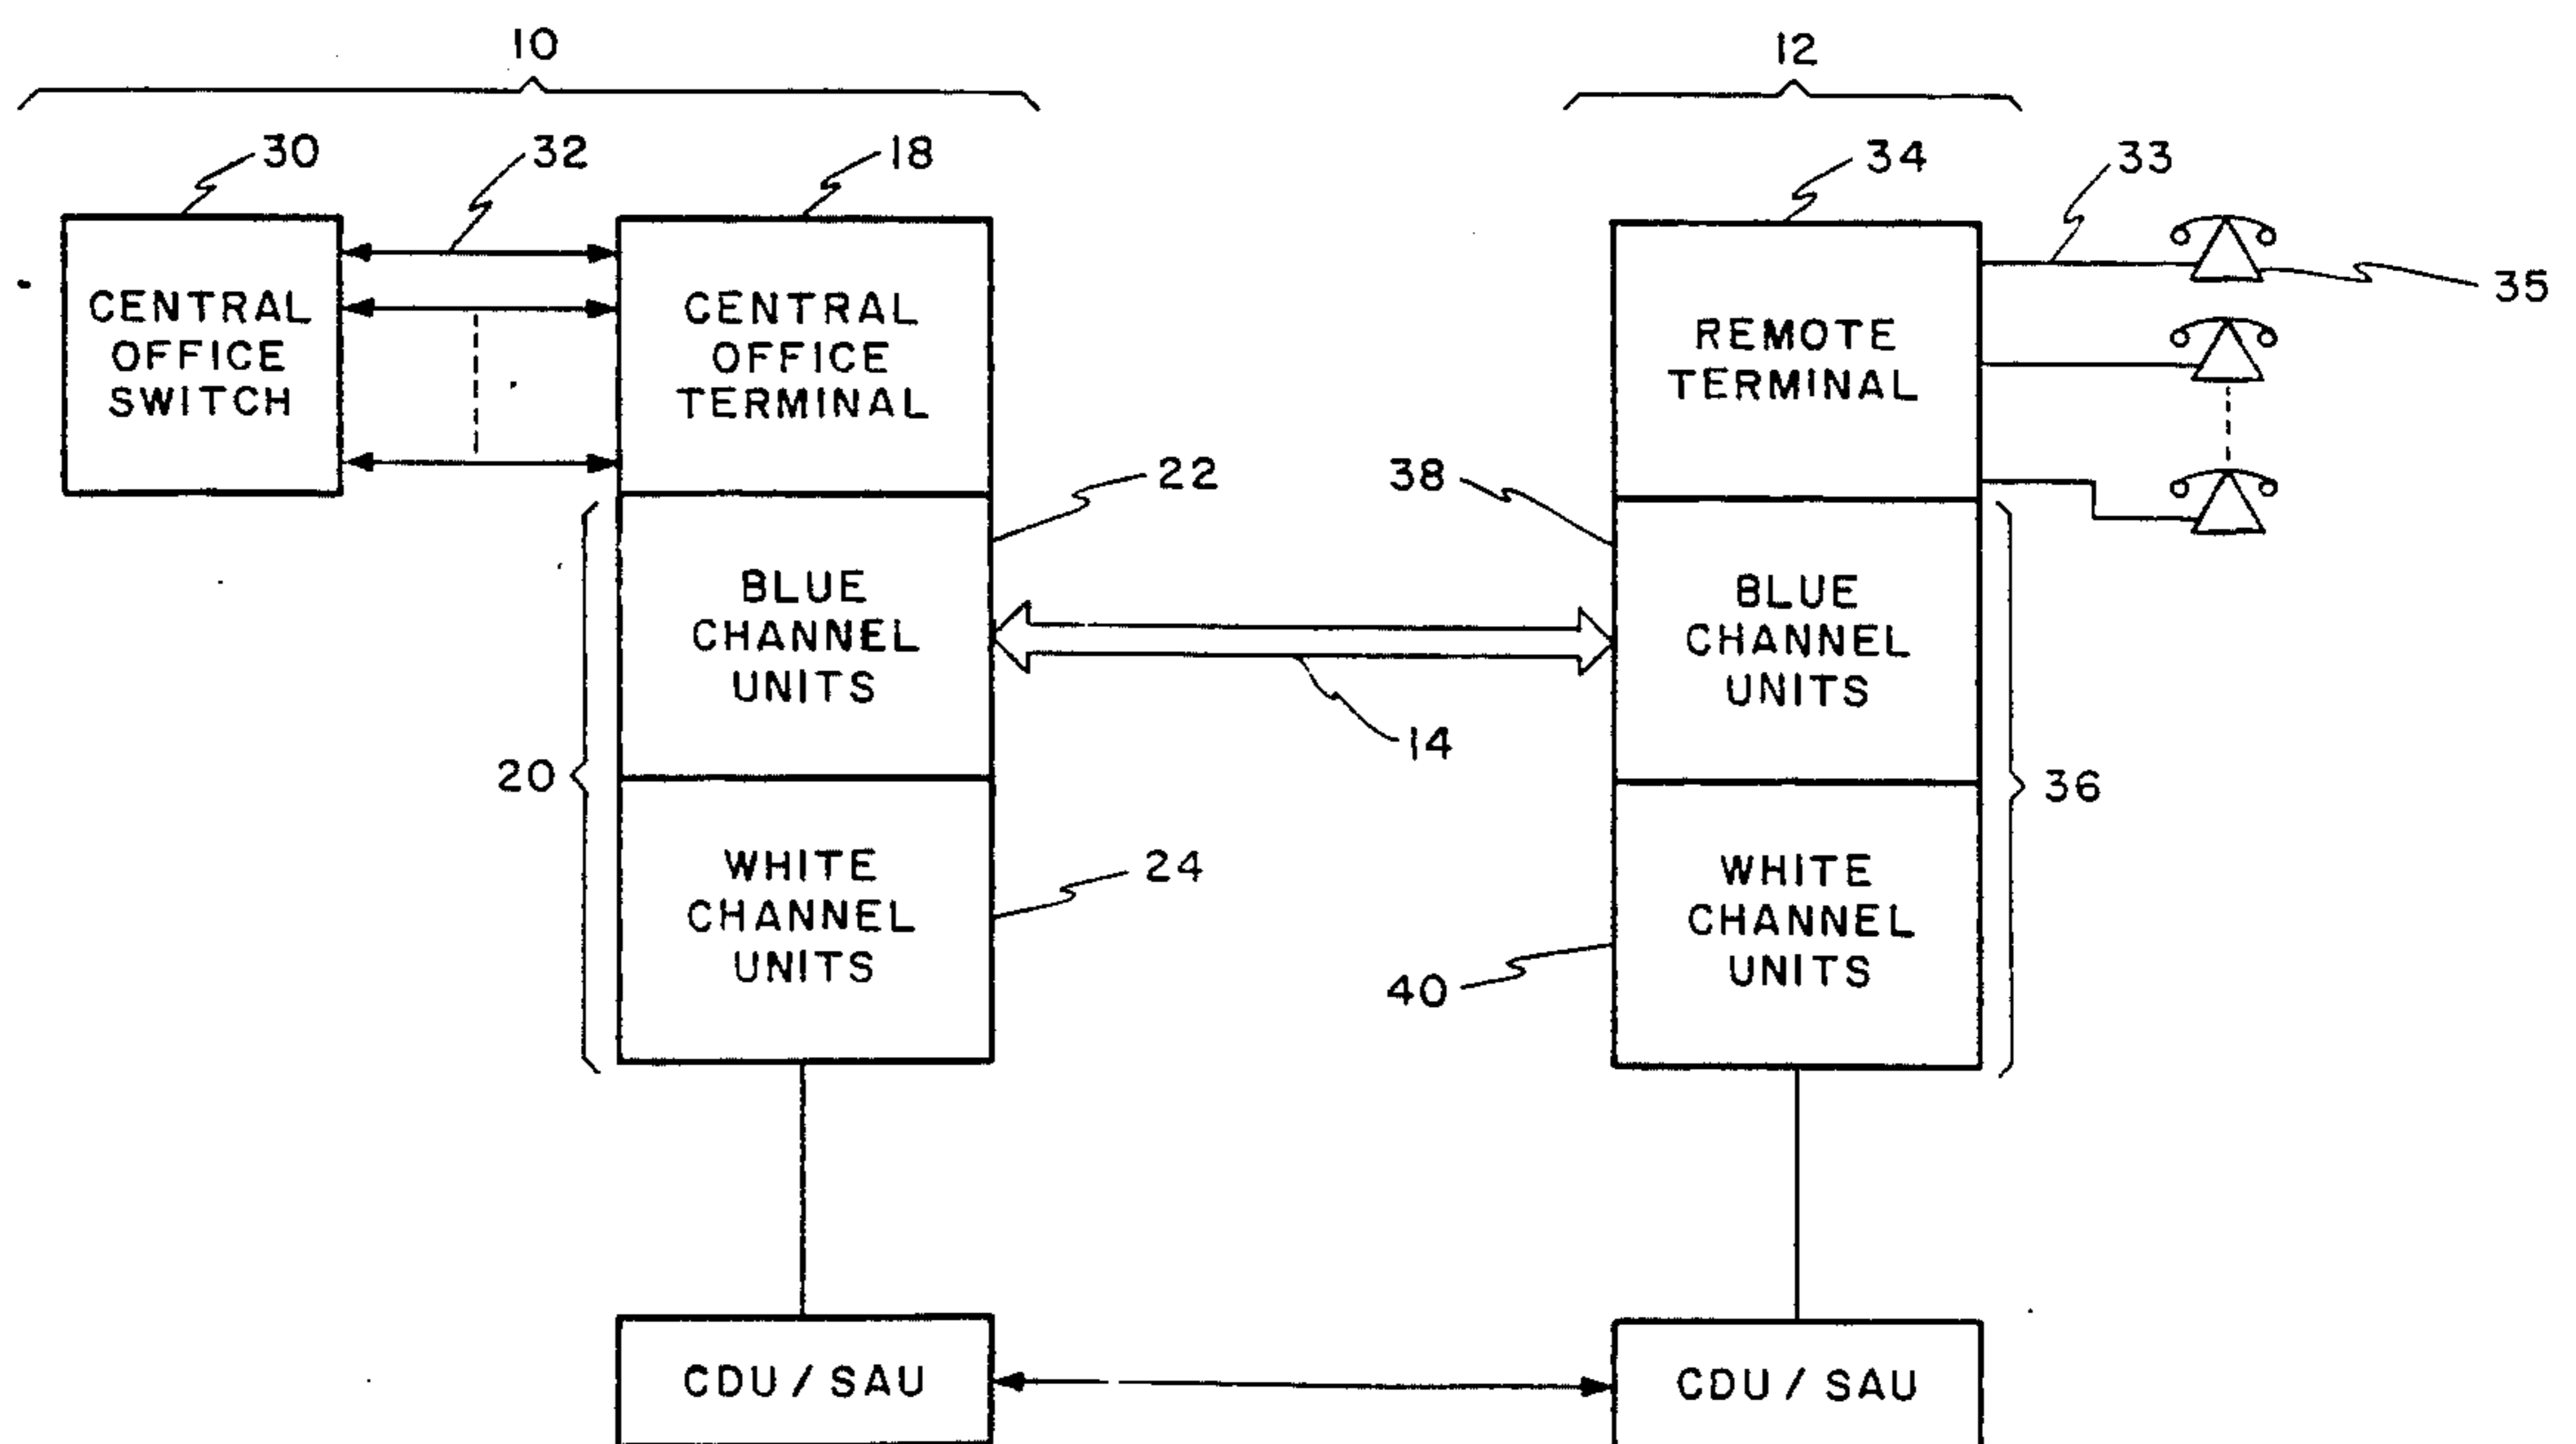 10
12
30
32
18
34
33
35
CENTRAL
OFFICE
SWITCH
CENTRAL
OFFICE
TERMINAL
REMOTE
TERMINAL
22
38
BLUE
CHANNEL
UNITS
BLUE
CHANNEL
UNITS
14
20
36
WHITE
CHANNEL
UNITS
24
WHITE
CHANNEL
UNITS
40
CDU / SAU
CDU / SAU